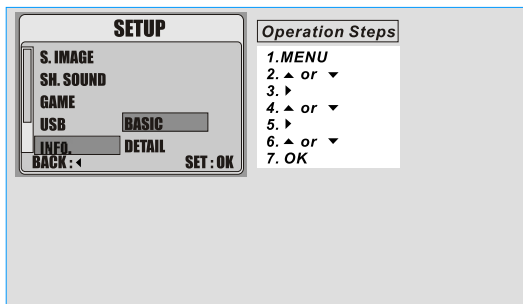 SETUP
S. IMAGE
SH. SOUND
GAME
USB BASIC
INFO. DETAIL
BACK : ◂ SET : OK
Operation Steps
1.MENU
2. ▲ or ▼
3. ▶
4. ▲ or ▼
5. ▶
6. ▲ or ▼
7. OK